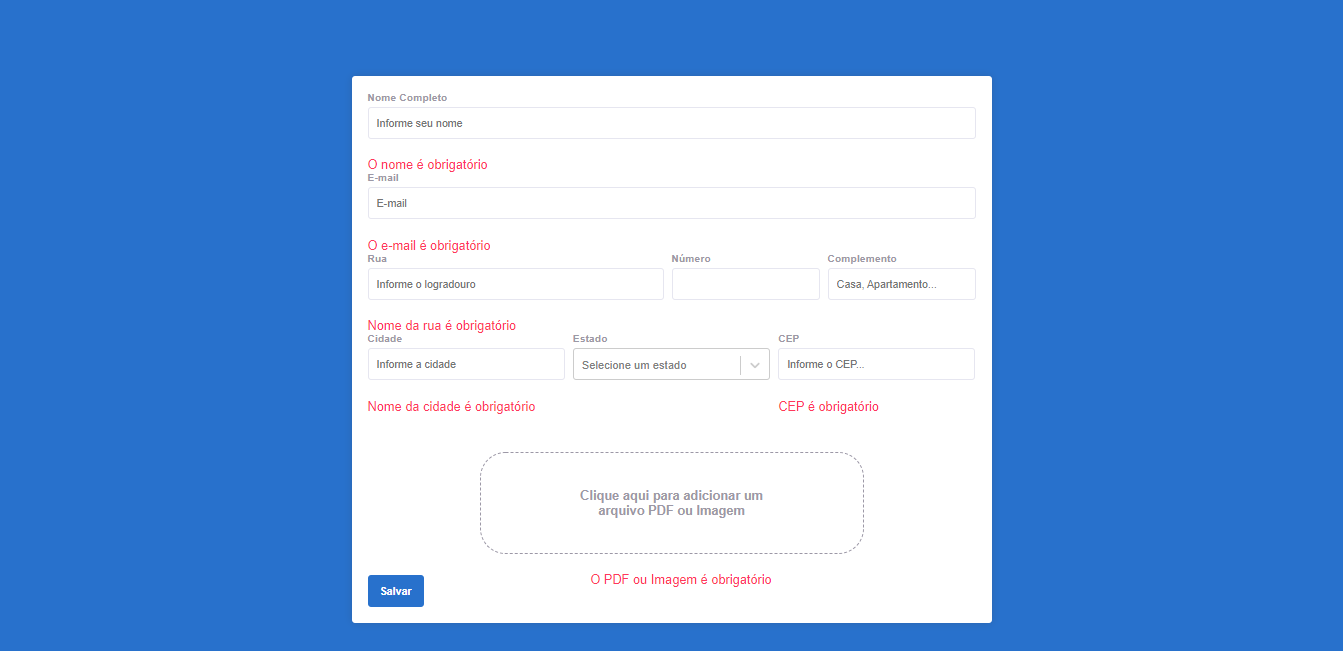 Nome Completo
Informe seu nome
O nome é obrigatório
E-mail
E-mail
O e-mail é obrigatório
Rua
Número
Complemento
Informe o logradouro
Casa, Apartamento...
Nome da rua é obrigatório
Cidade
Estado
CEP
Informe a cidade
Selecione um estado
Informe o CEP...
Nome da cidade é obrigatório
CEP é obrigatório
Clique aqui para adicionar um
arquivo PDF ou Imagem
O PDF ou Imagem é obrigatório
Salvar